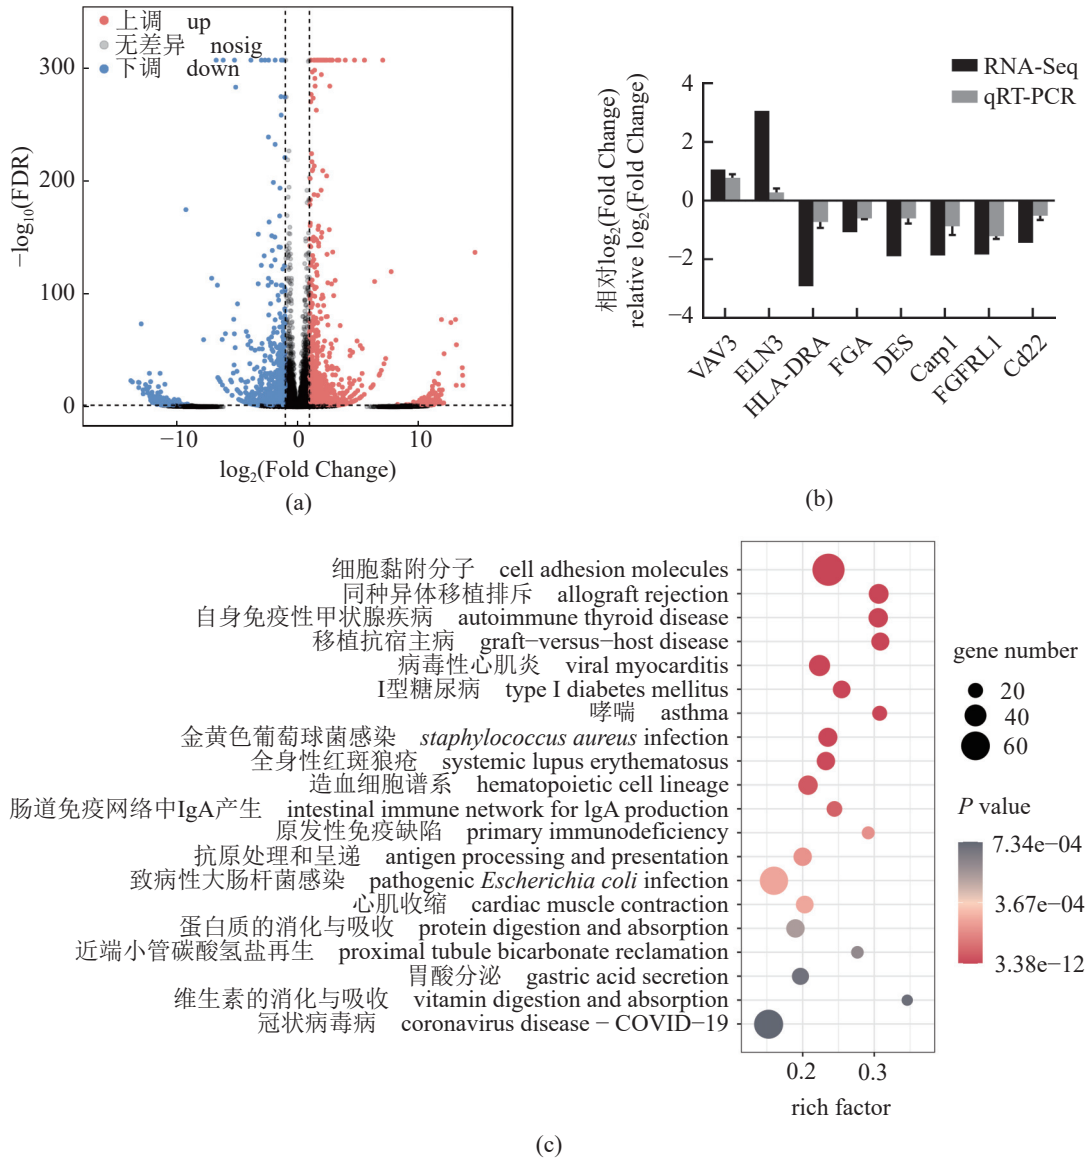 上调 up
无差异 nosig
下调 down
300
200
100
0
−log₁₀(FDR)
−10 0 10
log₂(Fold Change)
(a)
RNA-Seq
qRT-PCR
4
2
0
−2
−4
相对log₂(Fold Change)
relative log₂(Fold Change)
VAV3
ELN3
HLA-DRA
FGA
DES
Carp1
FGFRL1
Cd22
(b)
细胞黏附分子 cell adhesion molecules
同种异体移植排斥 allograft rejection
自身免疫性甲状腺疾病 autoimmune thyroid disease
移植抗宿主病 graft−versus−host disease
病毒性心肌炎 viral myocarditis
I型糖尿病 type I diabetes mellitus
哮喘 asthma
金黄色葡萄球菌感染 staphylococcus aureus infection
全身性红斑狼疮 systemic lupus erythematosus
造血细胞谱系 hematopoietic cell lineage
肠道免疫网络中IgA产生 intestinal immune network for lgA production
原发性免疫缺陷 primary immunodeficiency
抗原处理和呈递 antigen processing and presentation
致病性大肠杆菌感染 pathogenic Escherichia coli infection
心肌收缩 cardiac muscle contraction
蛋白质的消化与吸收 protein digestion and absorption
近端小管碳酸氢盐再生 proximal tubule bicarbonate reclamation
胃酸分泌 gastric acid secretion
维生素的消化与吸收 vitamin digestion and absorption
冠状病毒病 coronavirus disease − COVID−19
0.2 0.3
rich factor
gene number
20
40
60
P value
7.34e−04
3.67e−04
3.38e−12
(c)